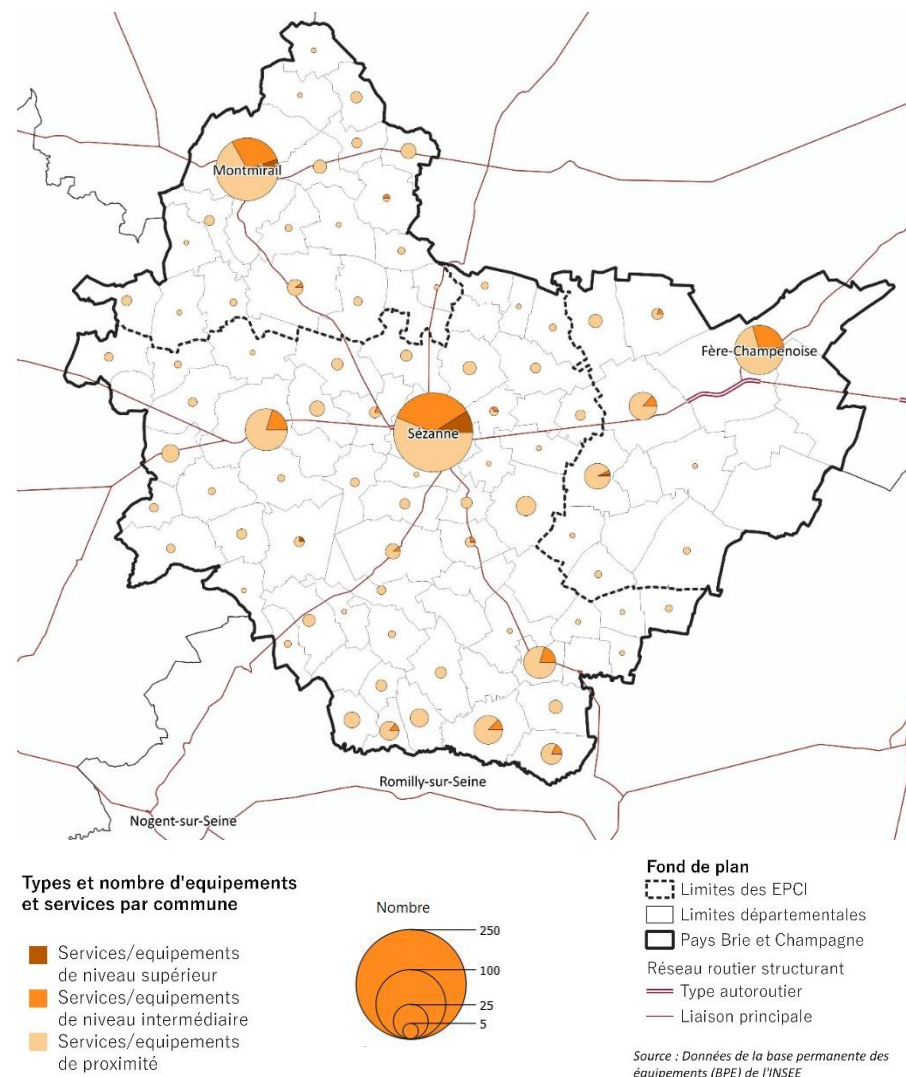 Montmirail
Fère-Champenoise
Sézanne
Romilly-sur-Seine
Nogent-sur-Seine
Types et nombre d'equipements
et services par commune
Services/equipements
de niveau supérieur
Services/equipements
de niveau intermédiaire
Services/equipements
de proximité
Nombre
250
100
25
5
Fond de plan
Limites des EPCI
Limites départementales
Pays Brie et Champagne
Réseau routier structurant
Type autoroutier
Liaison principale
Source : Données de la base permanente des
équipements (BPE) de l'INSEE